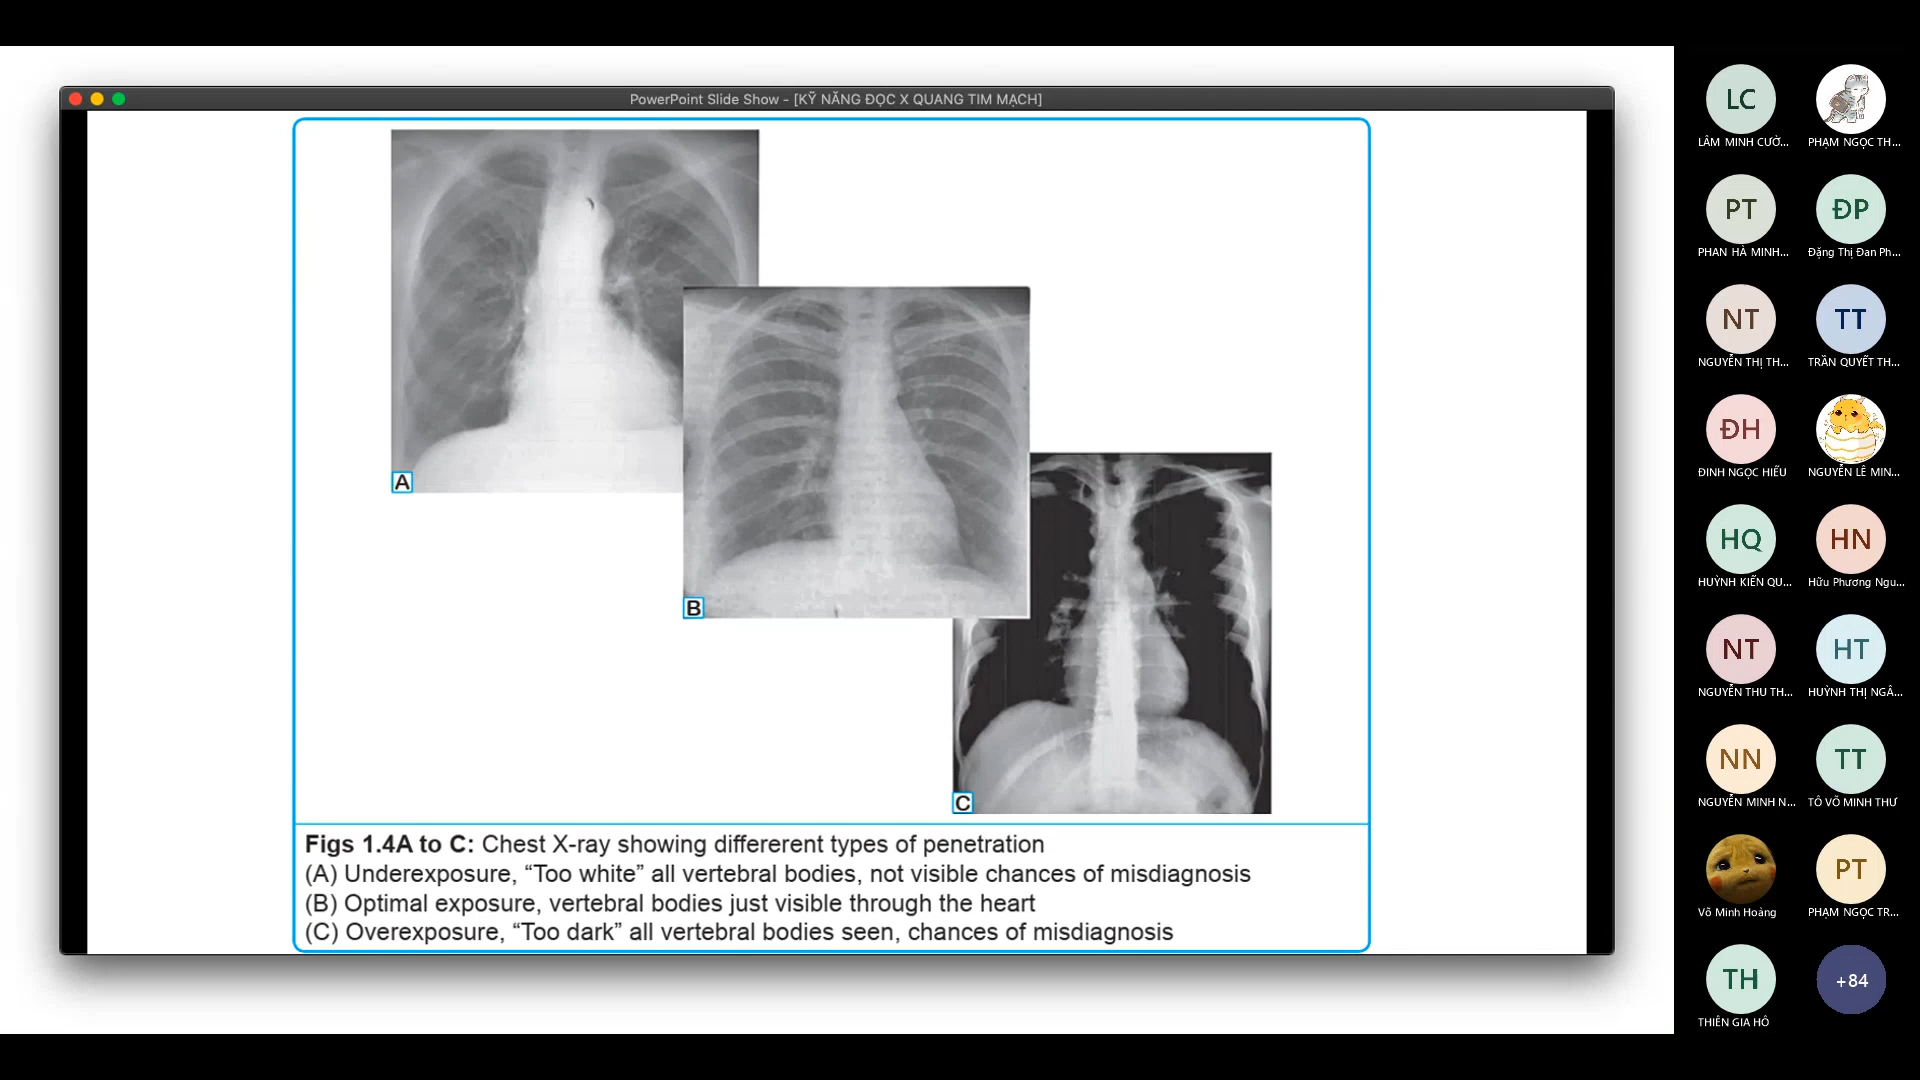 PowerPoint Slide Show - [KỸ NĂNG ĐỌC X QUANG TIM MẠCH]
A
B
C
Figs 1.4A to C: Chest X-ray showing differerent types of penetration
(A) Underexposure, “Too white” all vertebral bodies, not visible chances of misdiagnosis
(B) Optimal exposure, vertebral bodies just visible through the heart
(C) Overexposure, “Too dark” all vertebral bodies seen, chances of misdiagnosis
LC
LÂM MINH CƯỜ...
PHẠM NGỌC TH...
PT
PHAN HÀ MINH...
ĐP
Đặng Thị Đan Ph...
NT
NGUYỄN THỊ TH...
TT
TRẦN QUYẾT TH...
ĐH
ĐINH NGỌC HIẾU
NGUYỄN LÊ MIN...
HQ
HUỲNH KIẾN QU...
HN
Hữu Phương Ngu...
NT
NGUYỄN THU TH...
HT
HUỲNH THỊ NGÂ...
NN
NGUYỄN MINH N...
TT
TÔ VÕ MINH THƯ
Võ Minh Hoàng
PT
PHẠM NGỌC TR...
TH
THIÊN GIA HÔ
+84